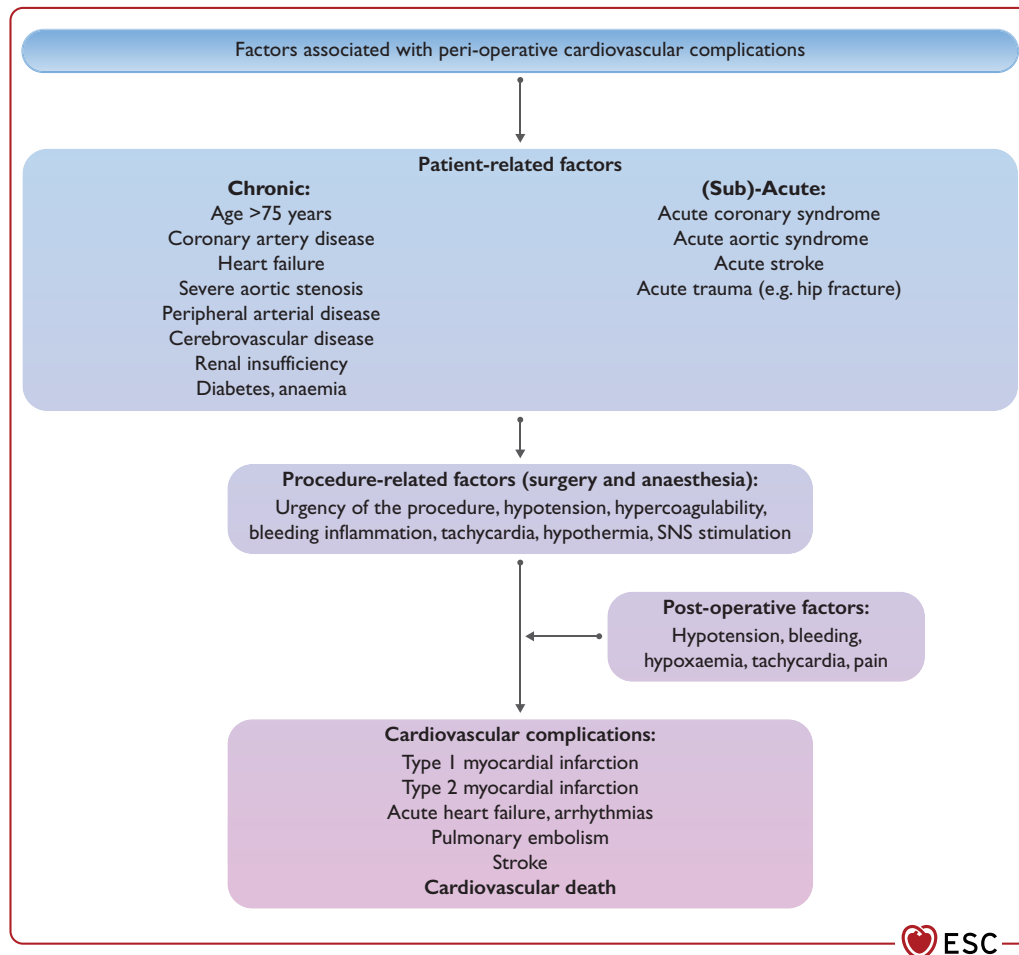 Factors associated with peri-operative cardiovascular complications
Patient-related factors
Chronic:
Age >75 years
Coronary artery disease
Heart failure
Severe aortic stenosis
Peripheral arterial disease
Cerebrovascular disease
Renal insufficiency
Diabetes, anaemia
(Sub)-Acute:
Acute coronary syndrome
Acute aortic syndrome
Acute stroke
Acute trauma (e.g. hip fracture)
Procedure-related factors (surgery and anaesthesia):
Urgency of the procedure, hypotension, hypercoagulability,
bleeding inflammation, tachycardia, hypothermia, SNS stimulation
Post-operative factors:
Hypotension, bleeding,
hypoxaemia, tachycardia, pain
Cardiovascular complications:
Type 1 myocardial infarction
Type 2 myocardial infarction
Acute heart failure, arrhythmias
Pulmonary embolism
Stroke
Cardiovascular death
ESC